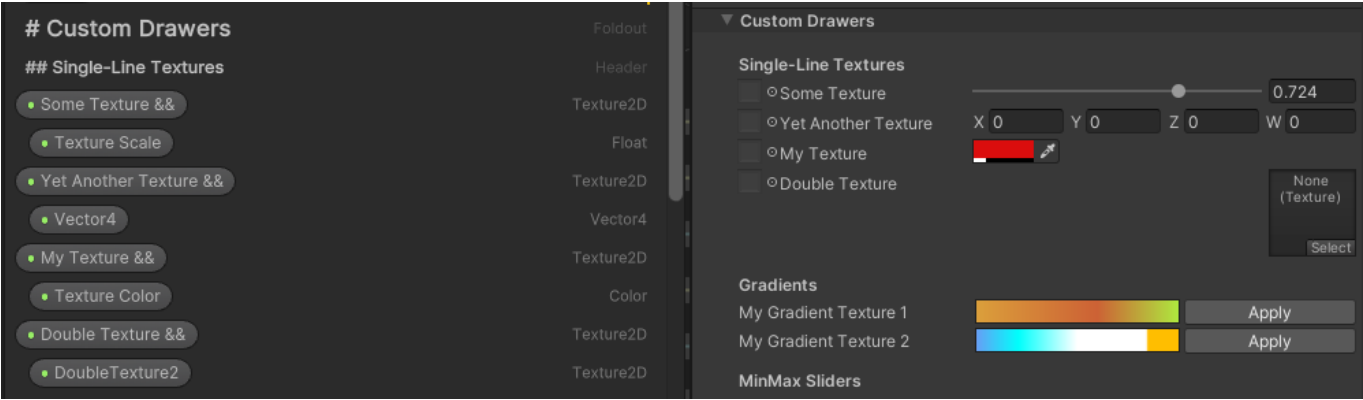 # Custom Drawers Foldout
## Single-Line Textures Header
Some Texture && Texture2D
Texture Scale Float
Yet Another Texture && Texture2D
Vector4 Vector4
My Texture && Texture2D
Texture Color Color
Double Texture && Texture2D
DoubleTexture2 Texture2D
Custom Drawers
Single-Line Textures
Some Texture 0.724
Yet Another Texture X 0 Y 0 Z 0 W 0
My Texture
Double Texture
None
(Texture)
Select
Gradients
My Gradient Texture 1 Apply
My Gradient Texture 2 Apply
MinMax Sliders